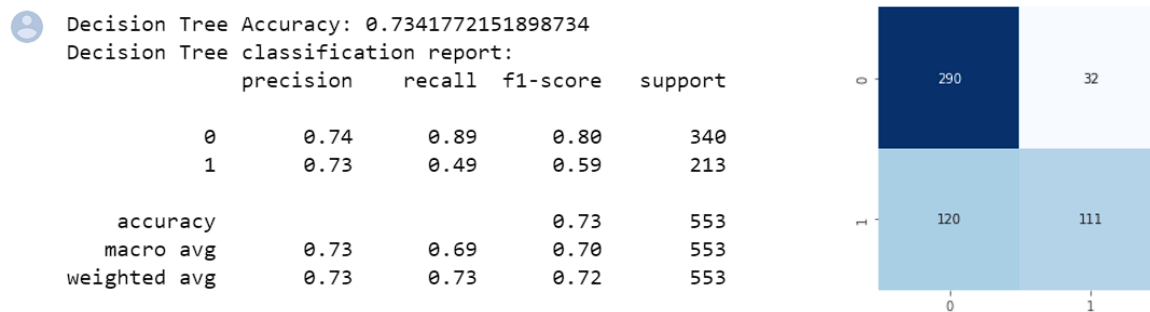 Decision Tree Accuracy: 0.7341772151898734
Decision Tree classification report:
precision recall f1-score support
0 0.74 0.89 0.80 340
1 0.73 0.49 0.59 213
accuracy 0.73 553
macro avg 0.73 0.69 0.70 553
weighted avg 0.73 0.73 0.72 553
0 290 32
1 120 111
0 1